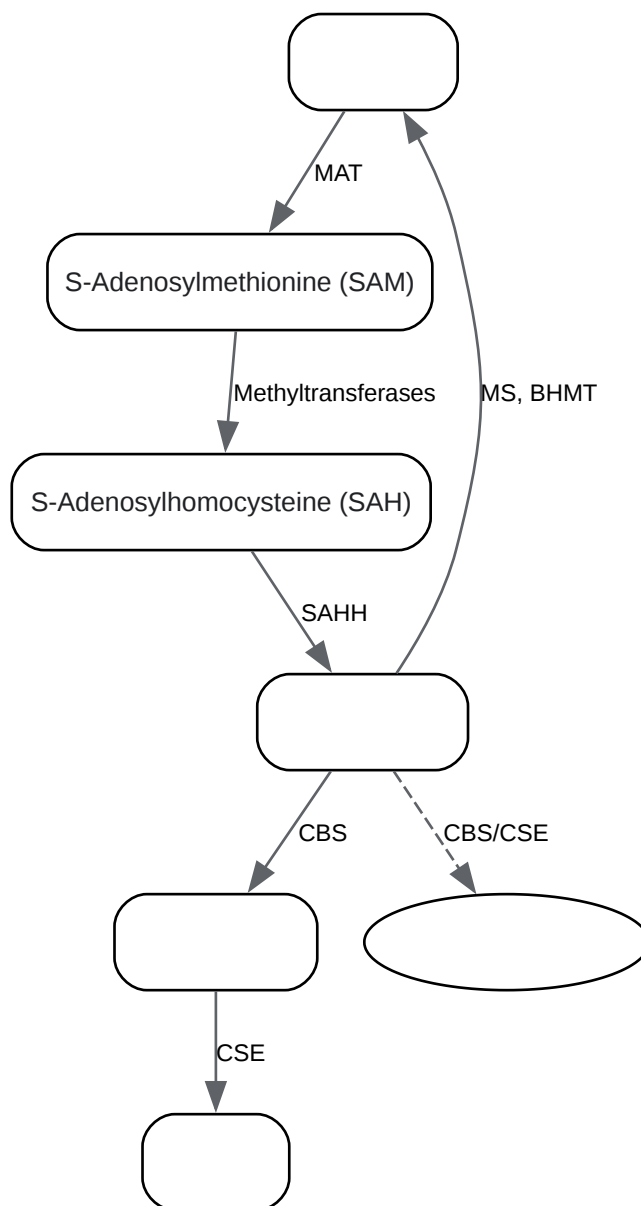 MAT
S-Adenosylmethionine (SAM)
Methyltransferases
MS, BHMT
S-Adenosylhomocysteine (SAH)
SAHH
CBS
CBS/CSE
CSE